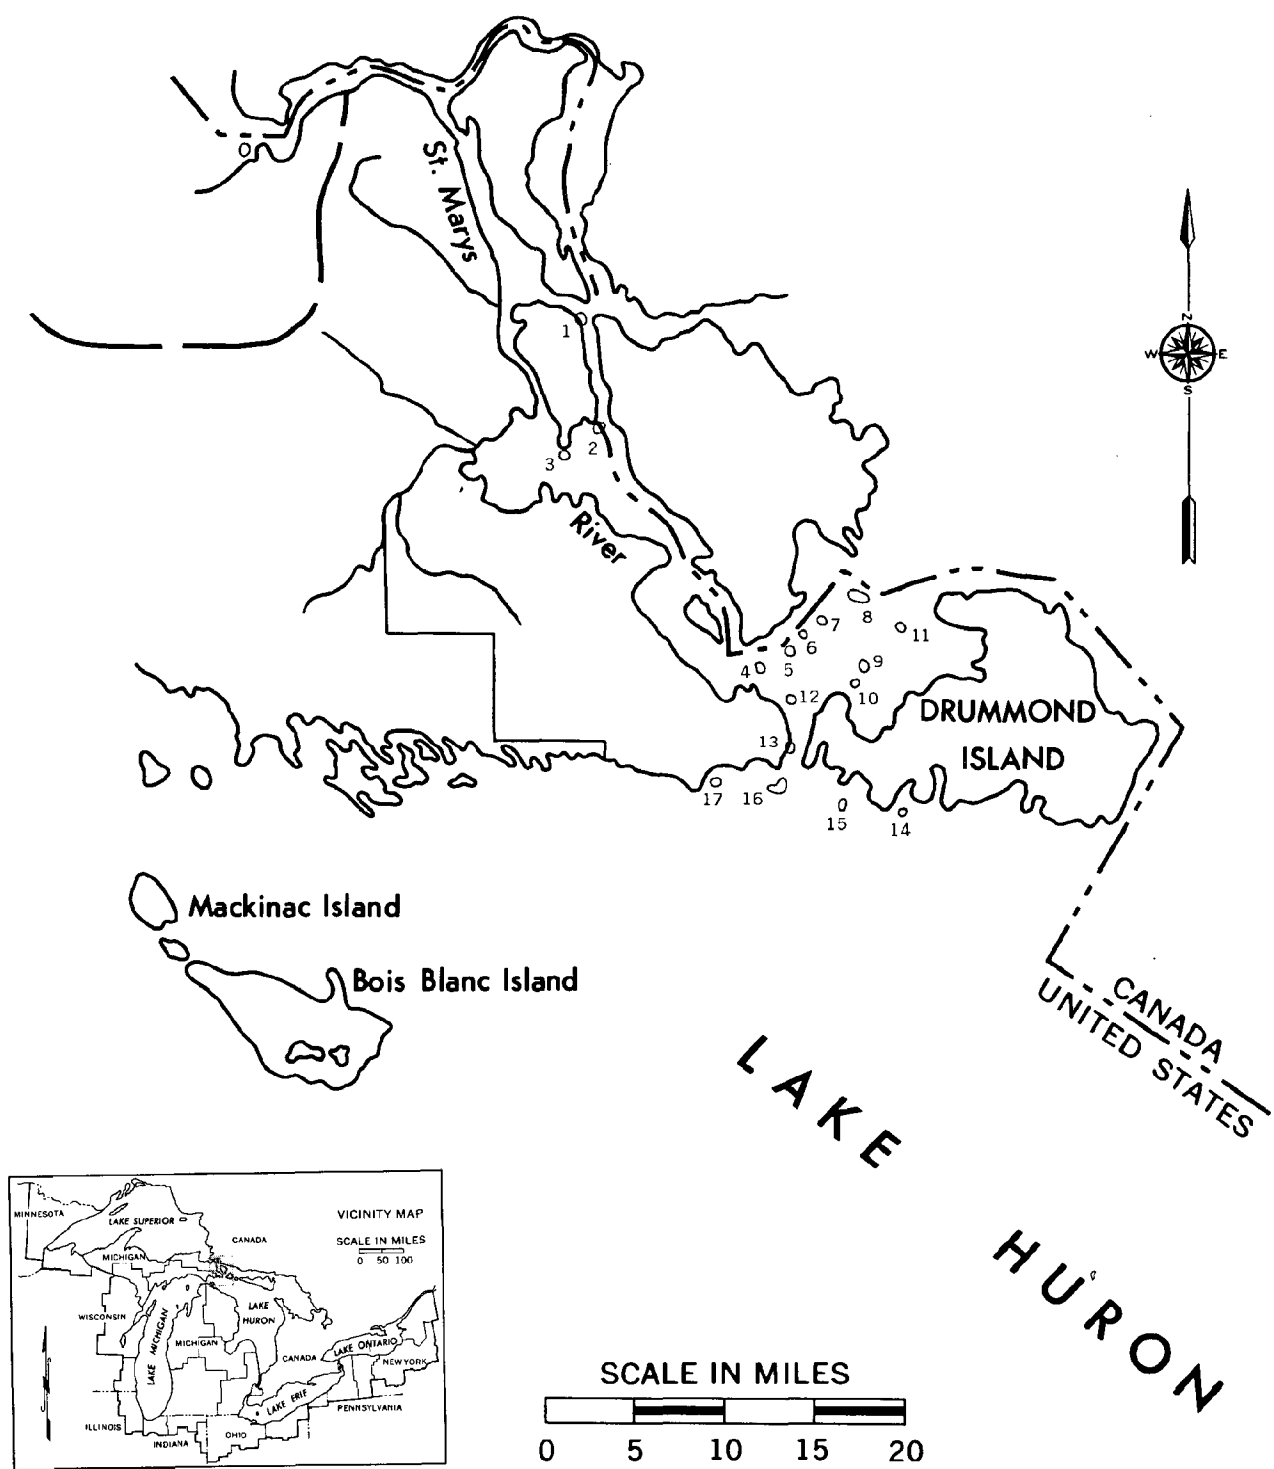 St. Marys
N
W E
S
1
2
3
River
7
8
11
6
4
5
9
10
12
DRUMMOND
13
ISLAND
17
16
15
14
Mackinac Island
Bois Blanc Island
CANADA
UNITED STATES
LAKE
HURON
VICINITY MAP
SCALE IN MILES
0 50 100
MINNESOTA
LAKE SUPERIOR
CANADA
MICHIGAN
WISCONSIN
LAKE MICHIGAN
LAKE
HURON
MICHIGAN
CANADA
LAKE ONTARIO
NEW YORK
LAKE ERIE
PENNSYLVANIA
ILLINOIS
INDIANA
OHIO
SCALE IN MILES
0 5 10 15 20